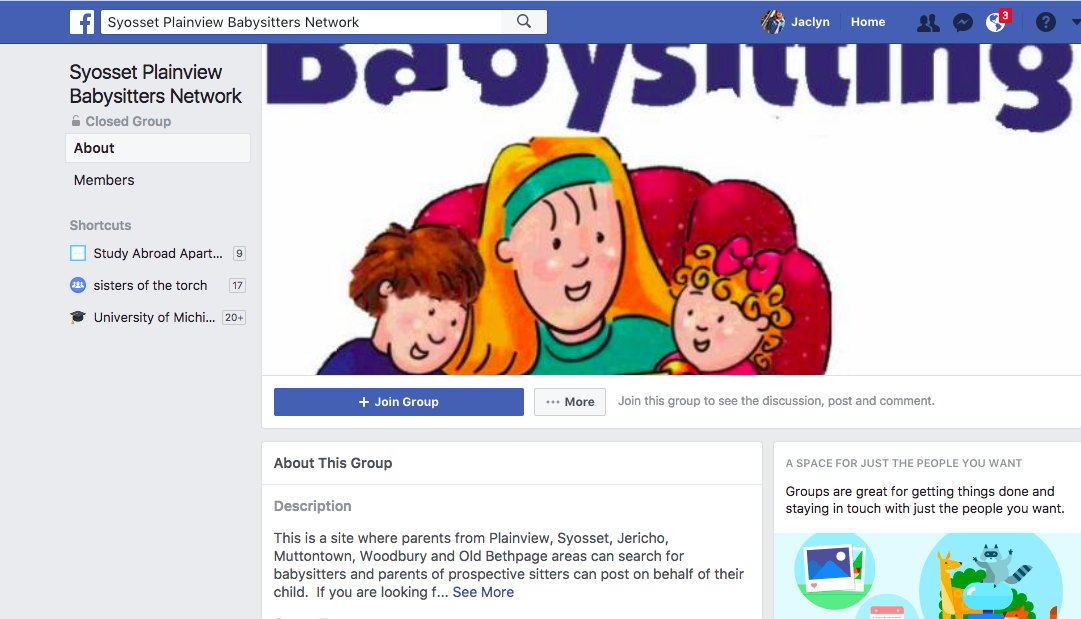 f
Syosset Plainview Babysitters Network
Jaclyn
Home
3
?
Syosset Plainview
Babysitters Network
Closed Group
About
Members
Shortcuts
Study Abroad Apart... 9
sisters of the torch 17
University of Michi... 20+
Babysitting
+ Join Group
••• More
Join this group to see the discussion, post and comment.
About This Group
Description
This is a site where parents from Plainview, Syosset, Jericho,
Muttontown, Woodbury and Old Bethpage areas can search for
babysitters and parents of prospective sitters can post on behalf of their
child.  If you are looking f... See More
A SPACE FOR JUST THE PEOPLE YOU WANT
Groups are great for getting things done and
staying in touch with just the people you want.